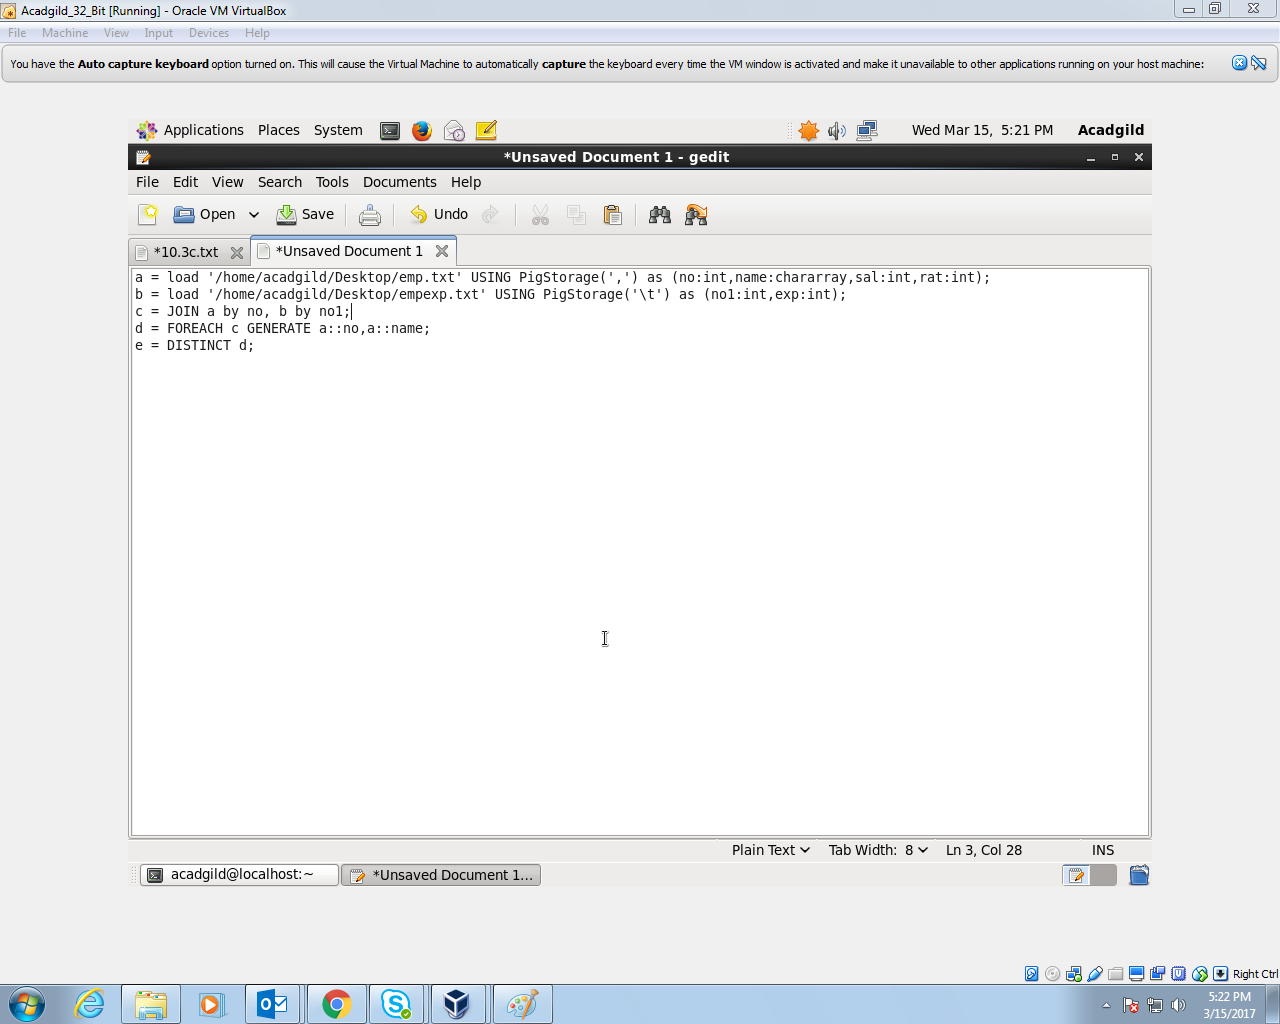 Acadgild_32_Bit [Running] - Oracle VM VirtualBox
File Machine View Input Devices Help
You have the Auto capture keyboard option turned on. This will cause the Virtual Machine to automatically capture the keyboard every time the VM window is activated and make it unavailable to other applications running on your host machine:
Applications Places System Wed Mar 15, 5:21 PM Acadgild
*Unsaved Document 1 - gedit
File Edit View Search Tools Documents Help
Open Save Undo
*10.3c.txt *Unsaved Document 1
a = load '/home/acadgild/Desktop/emp.txt' USING PigStorage(',') as (no:int,name:chararray,sal:int,rat:int);
b = load '/home/acadgild/Desktop/empexp.txt' USING PigStorage('\t') as (no1:int,exp:int);
c = JOIN a by no, b by no1;
d = FOREACH c GENERATE a::no,a::name;
e = DISTINCT d;
Plain Text Tab Width: 8 Ln 3, Col 28 INS
acadgild@localhost:~ *Unsaved Document 1...
Right Ctrl
5:22 PM
3/15/2017